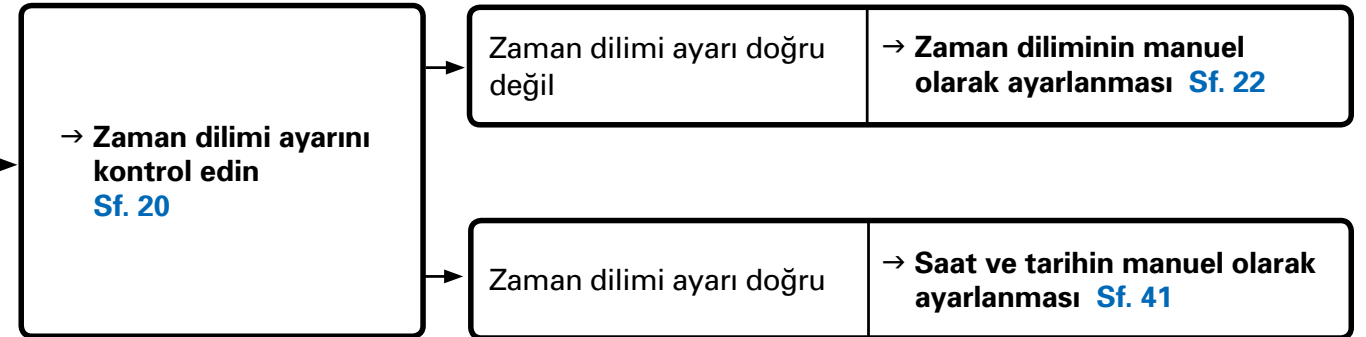 → Zaman dilimi ayarını
kontrol edin
Sf. 20
Zaman dilimi ayarı doğru
değil
→ Zaman diliminin manuel
olarak ayarlanması Sf. 22
Zaman dilimi ayarı doğru
→ Saat ve tarihin manuel olarak
ayarlanması Sf. 41